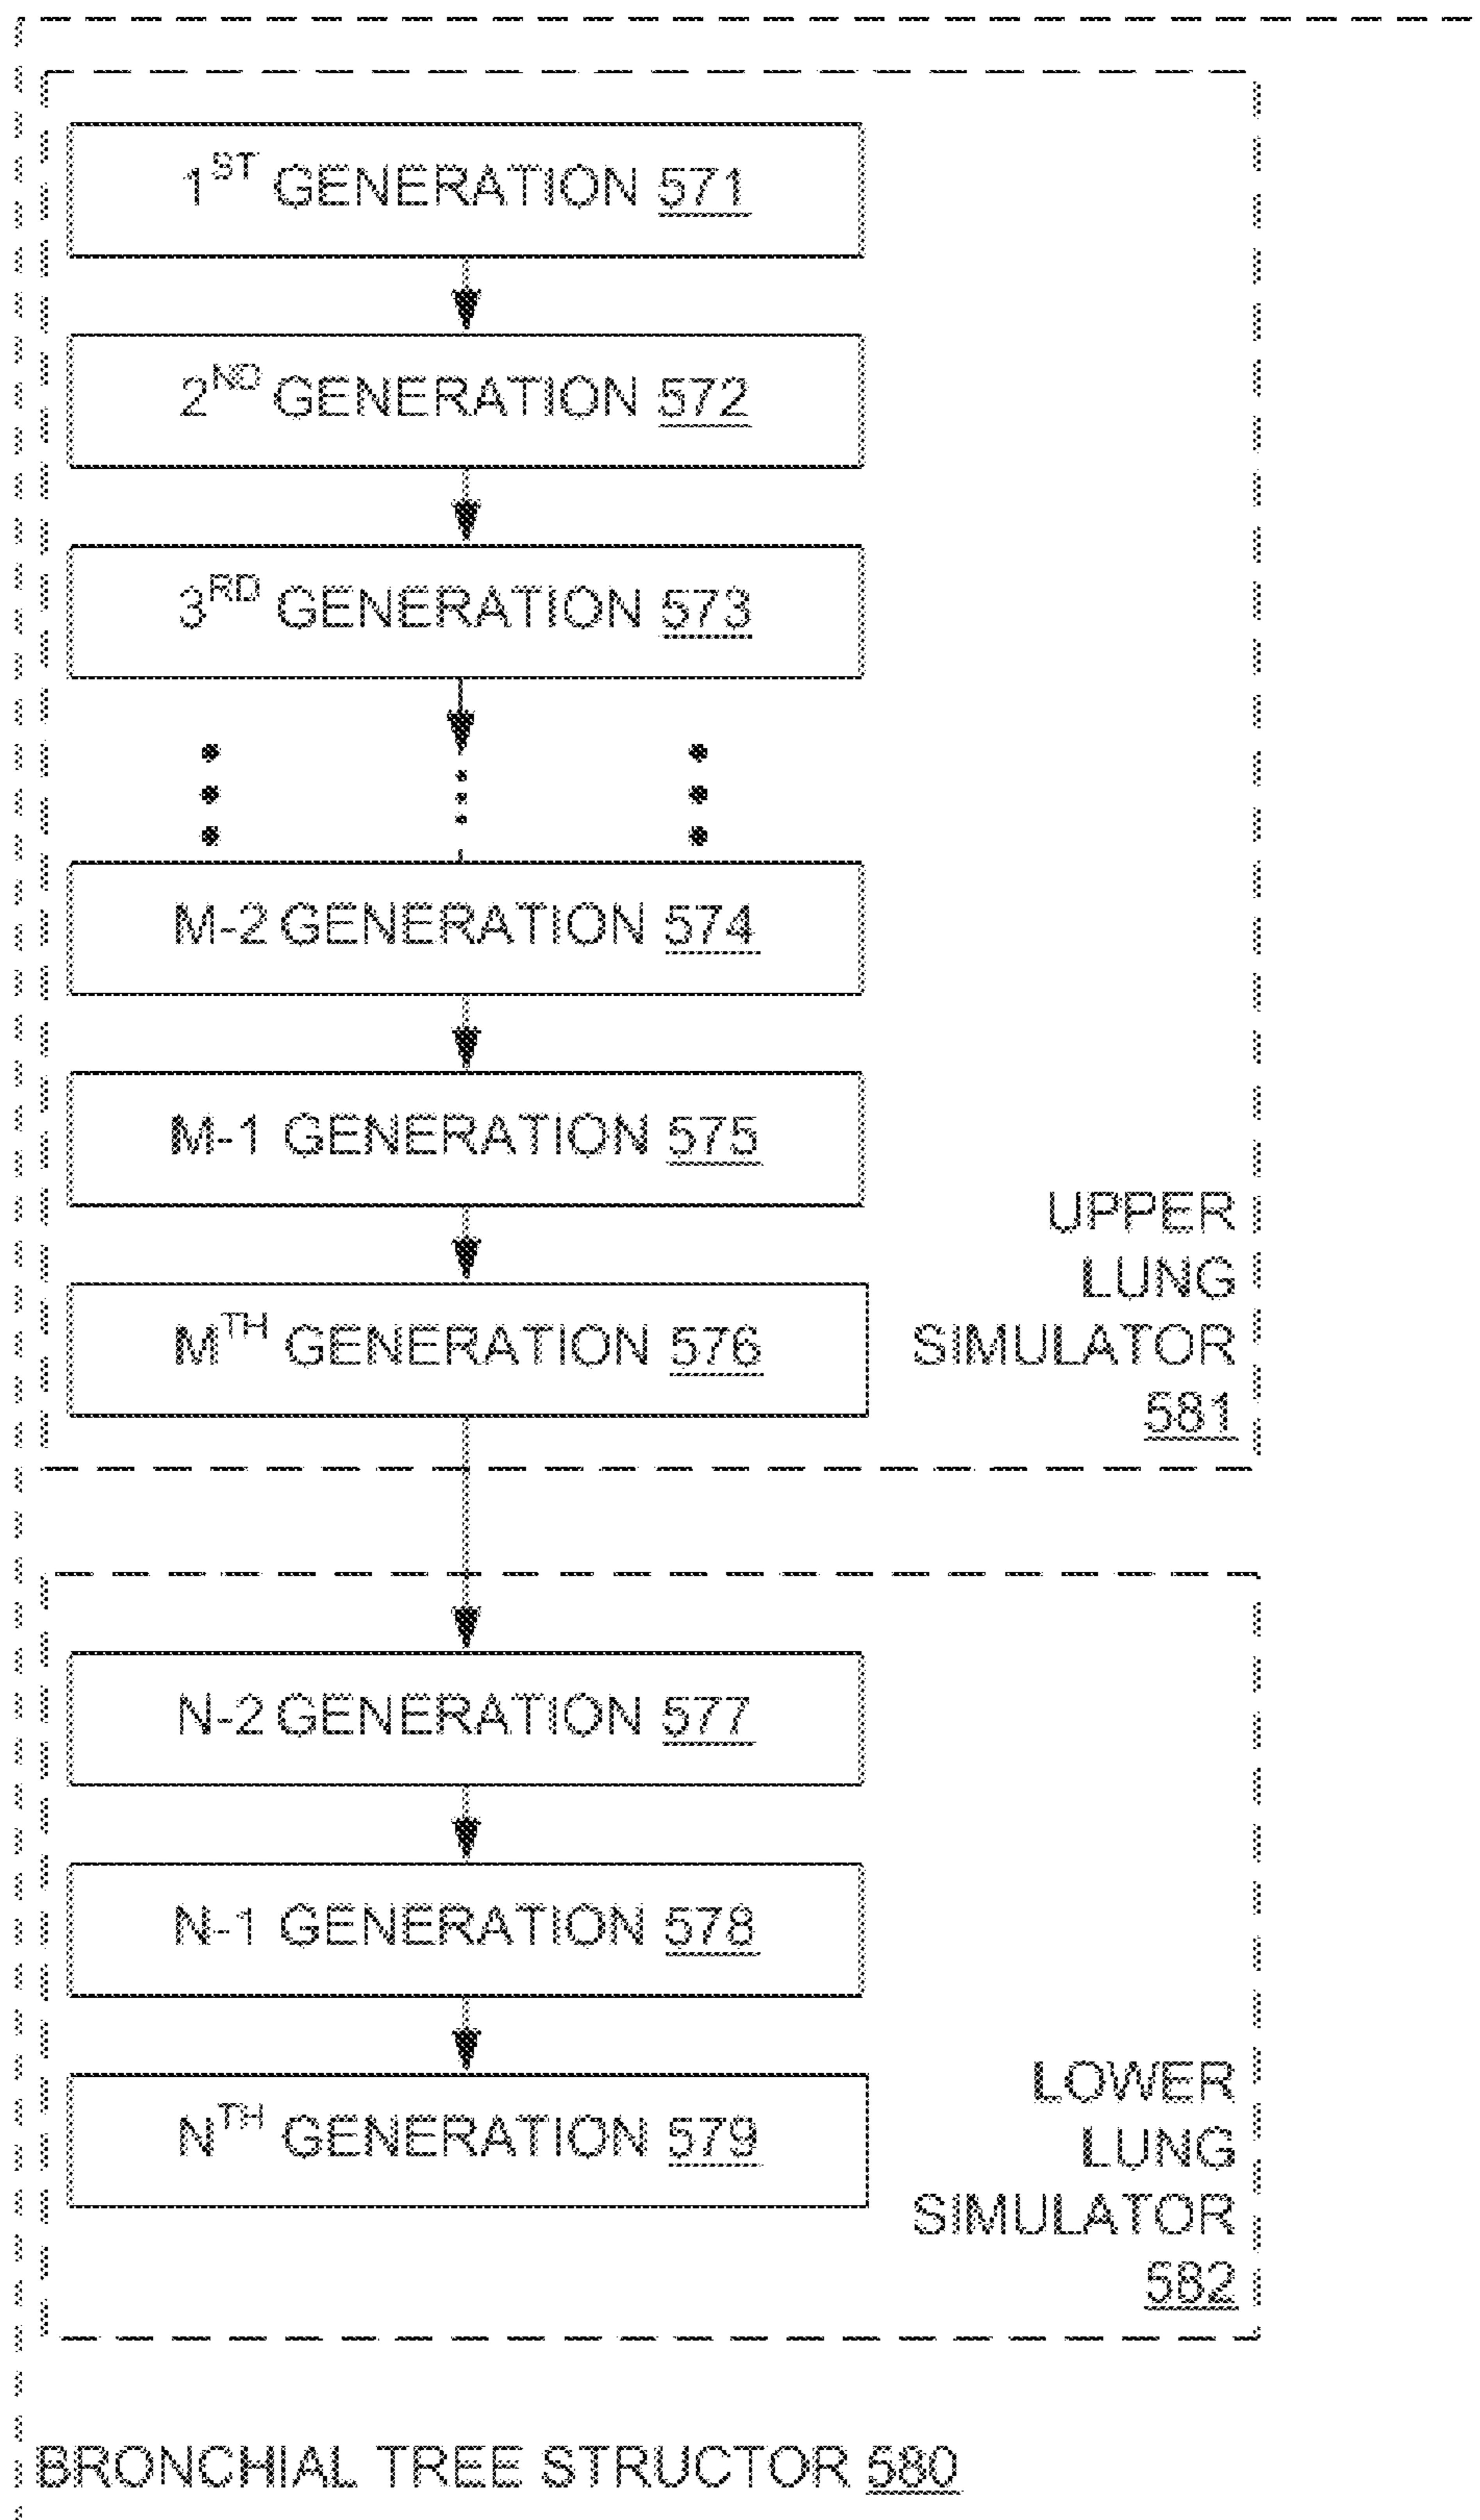 1ST GENERATION 571
2ND GENERATION 572
3RD GENERATION 573
M-2 GENERATION 574
M-1 GENERATION 575
MTH GENERATION 576
UPPER
LUNG
SIMULATOR
581
N-2 GENERATION 577
N-1 GENERATION 578
NTH GENERATION 579
LOWER
LUNG
SIMULATOR
582
BRONCHIAL TREE STRUCTOR 580